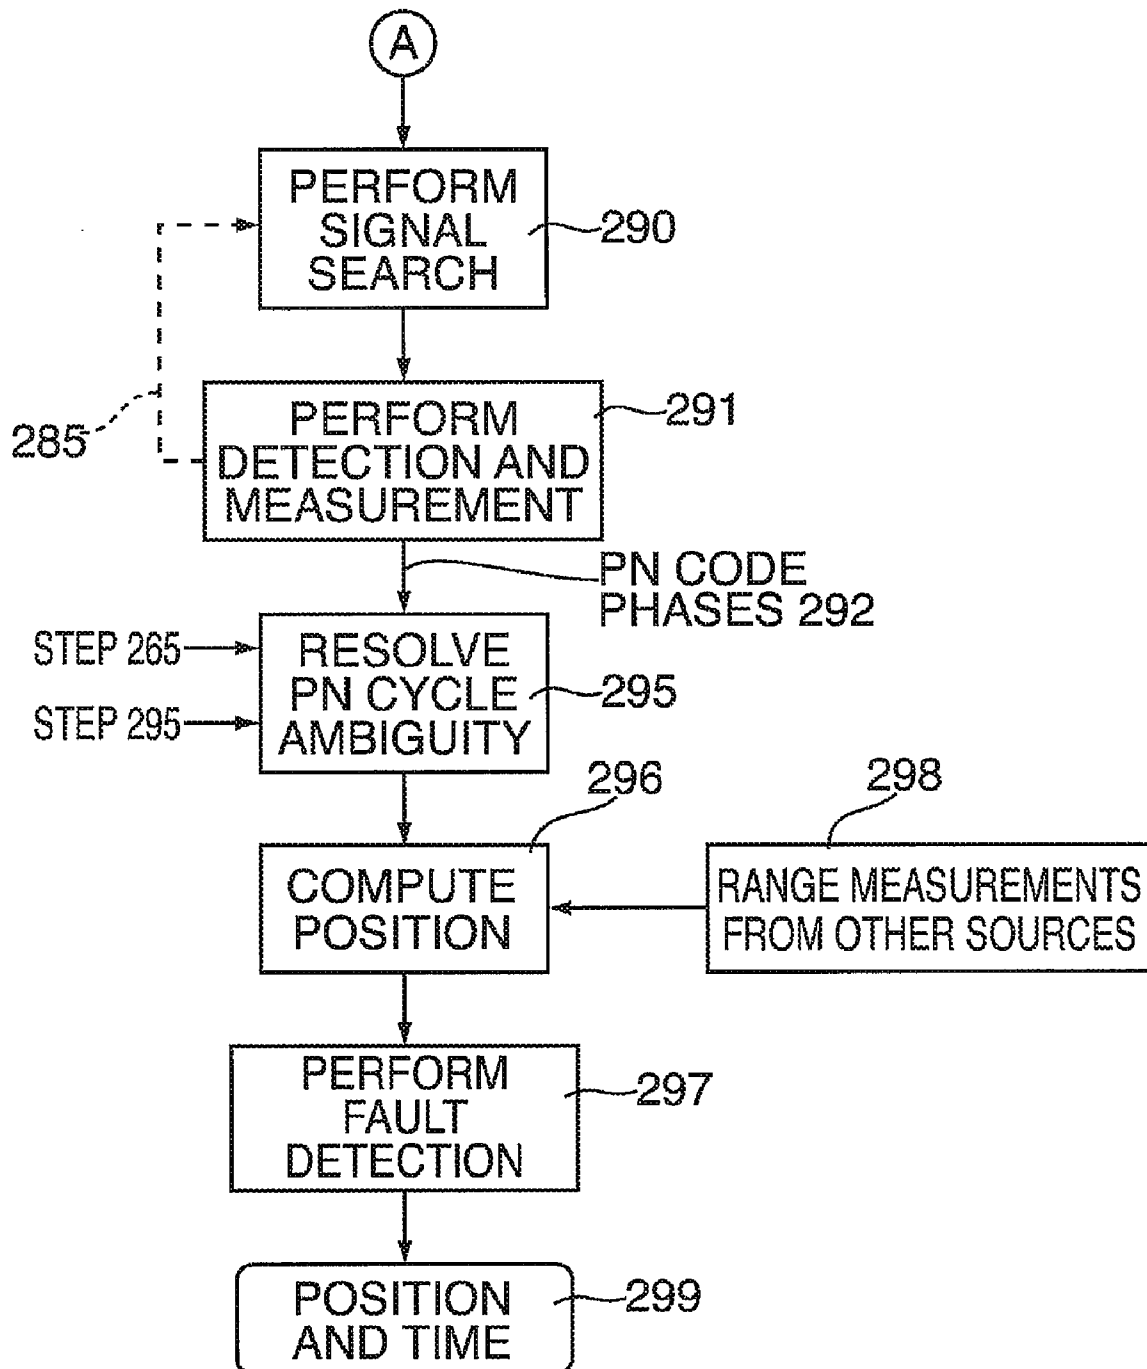 A
PERFORM
SIGNAL
SEARCH
290
285
PERFORM
DETECTION AND
MEASUREMENT
291
PN CODE
PHASES 292
STEP 265
STEP 295
RESOLVE
PN CYCLE
AMBIGUITY
295
296
298
COMPUTE
POSITION
RANGE MEASUREMENTS
FROM OTHER SOURCES
PERFORM
FAULT
DETECTION
297
POSITION
AND TIME
299